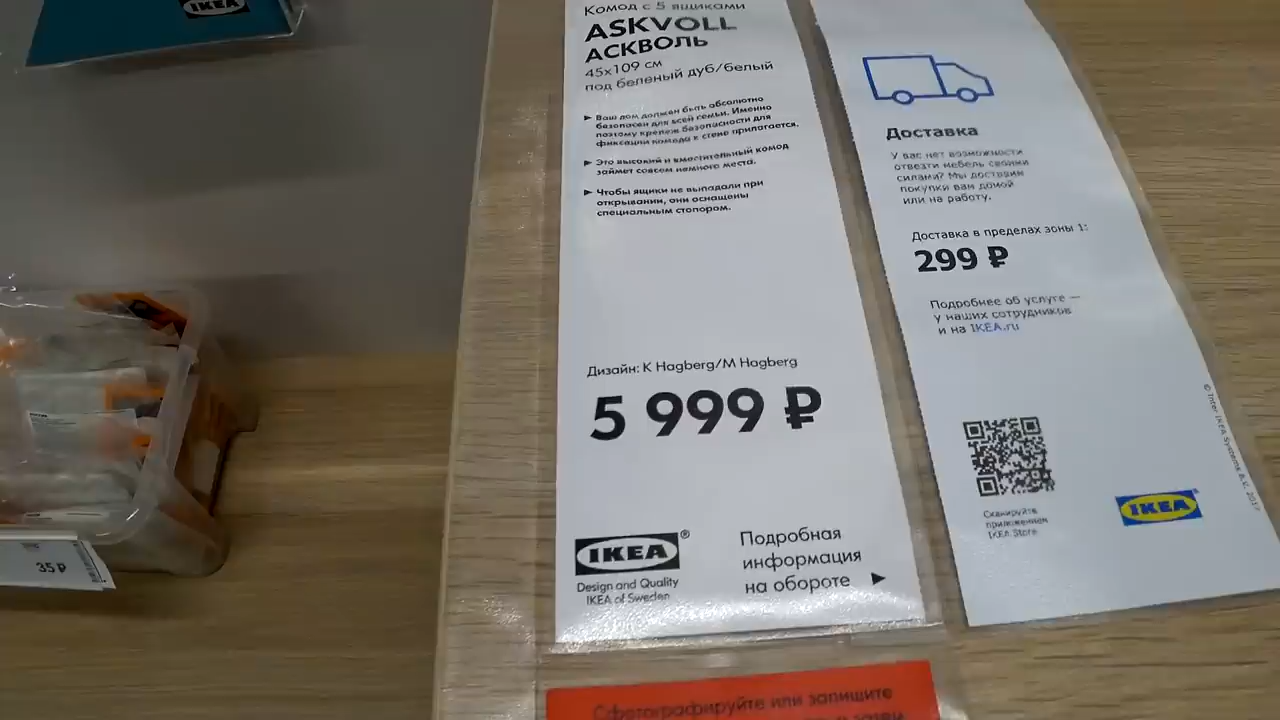 IKEA
Комод с 5 ящиками
ASKVOLL
АСКВОЛЬ
45x109 см
под беленый дуб/белый
▶ Ваш дом должен быть абсолютно
безопасен для всей семьи. Именно
поэтому крепеж безопасности для
фиксации комода к стене прилагается.
▶ Это высокий и вместительный комод
займет совсем немного места.
▶ Чтобы ящики не выпадали при
открывании, они оснащены
специальным стопором.
Дизайн: K Hagberg/M Hagberg
5 999 ₽
IKEA®
Design and Quality
IKEA of Sweden
Подробная
информация
на обороте ▶
Доставка
У вас нет возможности
отвезти мебель своими
силами? Мы доставим
покупки вам домой
или на работу.
Доставка в пределах зоны 1:
299 ₽
Подробнее об услуге —
у наших сотрудников
и на IKEA.ru
Сканируйте
приложением
IKEA Store
IKEA®
© Inter IKEA Systems B.V. 2017
35 ₽
Сфотографируйте или запишите